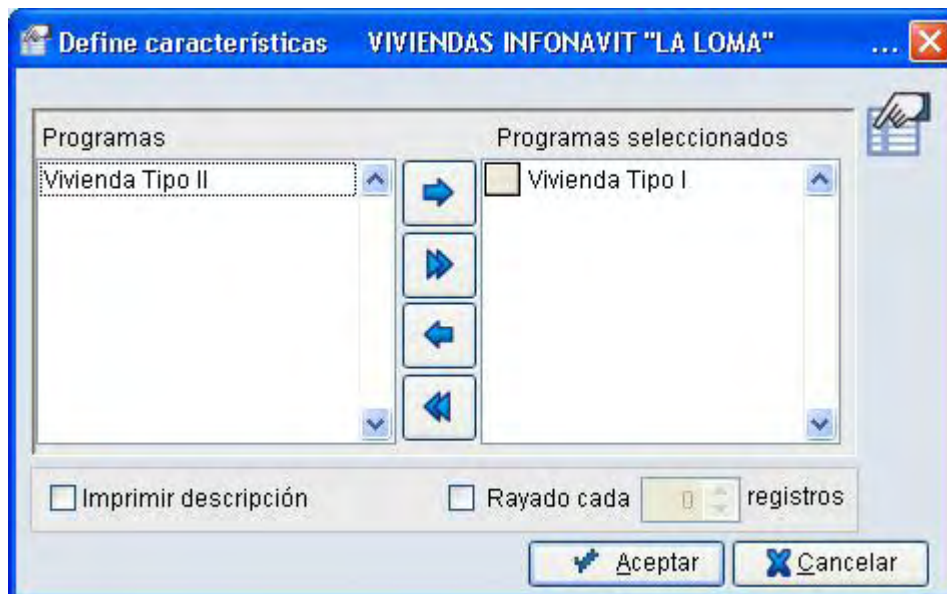 Define características VIVIENDAS INFONAVIT "LA LOMA" ...
Programas
Programas seleccionados
Vivienda Tipo II
Vivienda Tipo I
Imprimir descripción
Rayado cada 0 registros
Aceptar
Cancelar